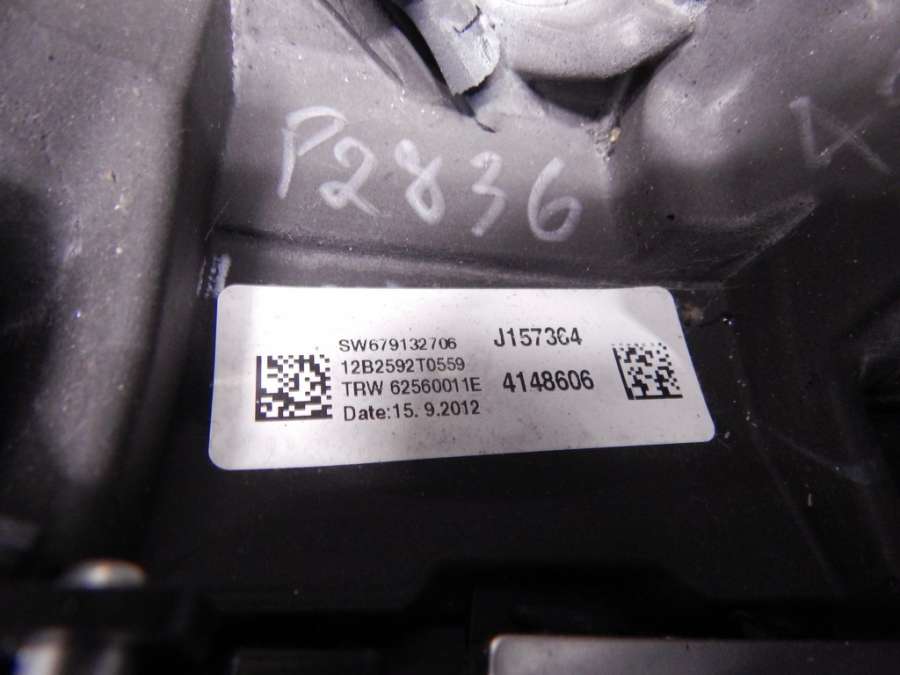 P2836
SW679132706
J157364
12B2592T0559
TRW 62560011E
4148606
Date:15. 9.2012